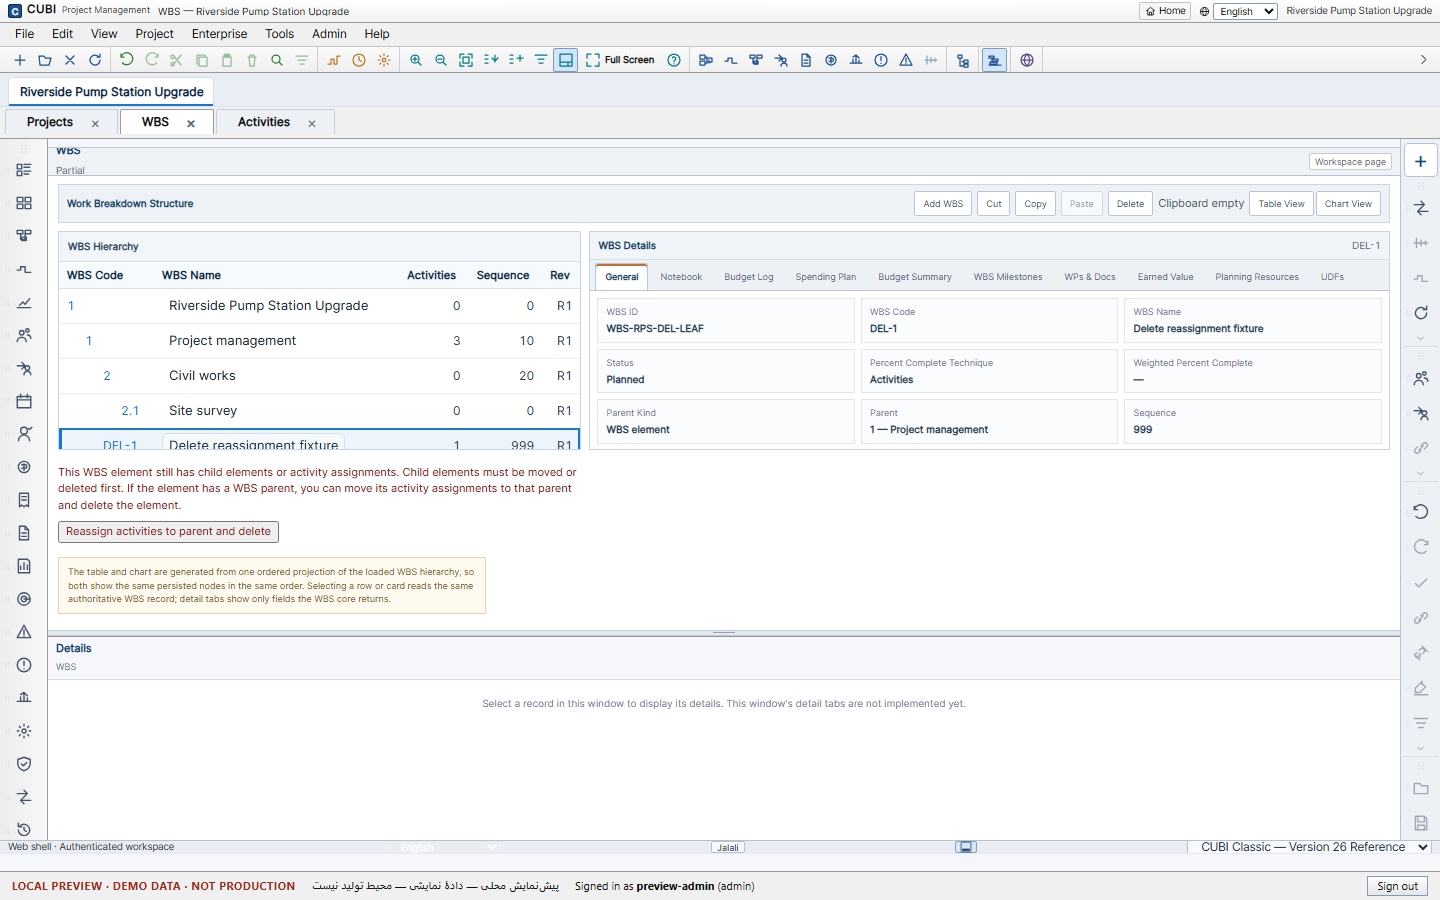 C CUBI Project Management WBS — Riverside Pump Station Upgrade Home English Riverside Pump Station Upgrade
File Edit View Project Enterprise Tools Admin Help
Full Screen
Riverside Pump Station Upgrade
Projects × WBS × Activities ×
WBS
Partial
Workspace page
Work Breakdown Structure Add WBS Cut Copy Paste Delete Clipboard empty Table View Chart View
WBS Hierarchy
WBS Code WBS Name Activities Sequence Rev
1 Riverside Pump Station Upgrade 0 0 R1
1 Project management 3 10 R1
2 Civil works 0 20 R1
2.1 Site survey 0 0 R1
DEL-1 Delete reassignment fixture 1 999 R1
WBS Details DEL-1
General Notebook Budget Log Spending Plan Budget Summary WBS Milestones WPs & Docs Earned Value Planning Resources UDFs
WBS ID WBS Code WBS Name
WBS-RPS-DEL-LEAF DEL-1 Delete reassignment fixture
Status Percent Complete Technique Weighted Percent Complete
Planned Activities —
Parent Kind Parent Sequence
WBS element 1 — Project management 999
This WBS element still has child elements or activity assignments. Child elements must be moved or
deleted first. If the element has a WBS parent, you can move its activity assignments to that parent
and delete the element.
Reassign activities to parent and delete
The table and chart are generated from one ordered projection of the loaded WBS hierarchy, so
both show the same persisted nodes in the same order. Selecting a row or card reads the same
authoritative WBS record; detail tabs show only fields the WBS core returns.
Details
WBS
Select a record in this window to display its details. This window's detail tabs are not implemented yet.
Web shell · Authenticated workspace English Jalali CUBI Classic — Version 26 Reference
LOCAL PREVIEW · DEMO DATA · NOT PRODUCTION پیش‌نمایش محلی — دادهٔ نمایشی — محیط تولید نیست Signed in as preview-admin (admin) Sign out